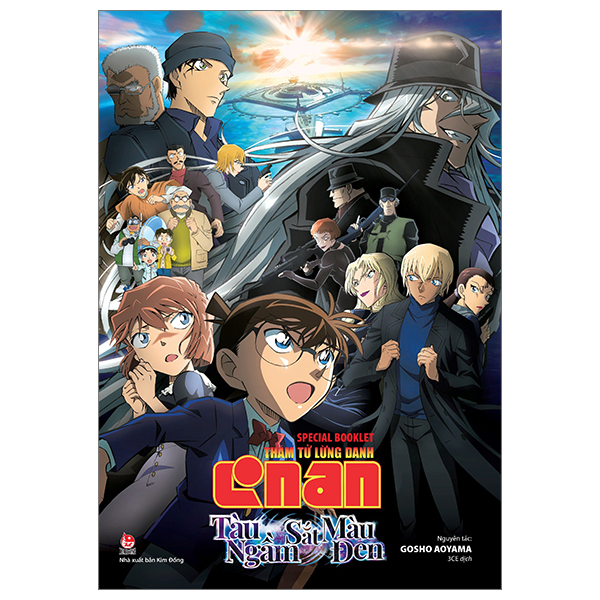 SPECIAL BOOKLET
THÁM TỬ LỪNG DANH
Conan
Tàu Ngầm Sắt Màu Đen
Nhà xuất bản Kim Đồng
Nguyên tác:
GOSHO AOYAMA
3CE dịch